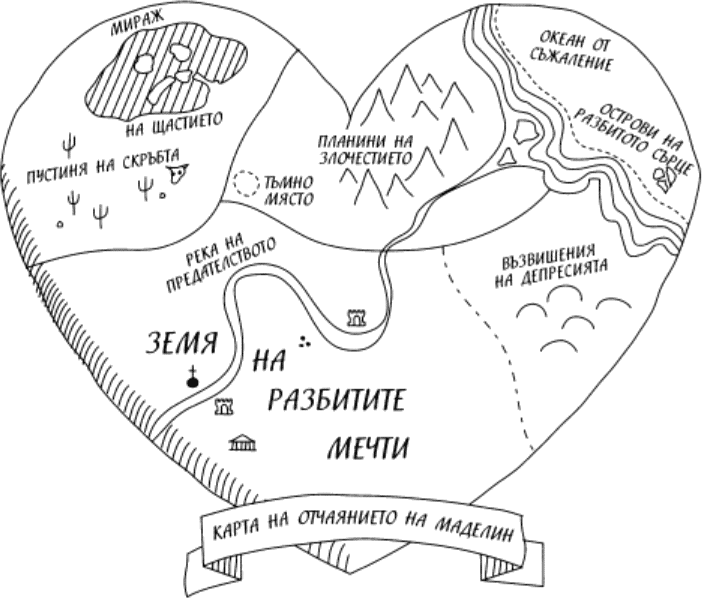 МИРАЖ
НА ЩАСТИЕТО
ПУСТИНЯ НА СКРЪБТА
ТЪМНО
МЯСТО
ПЛАНИНИ НА
ЗЛОЧЕСТИЕТО
ОКЕАН ОТ
СЪЖАЛЕНИЕ
ОСТРОВИ НА
РАЗБИТОТО СЪРЦЕ
РЕКА НА
ПРЕДАТЕЛСТВОТО
ВЪЗВИШЕНИЯ
НА ДЕПРЕСИЯТА
ЗЕМЯ
НА
РАЗБИТИТЕ
МЕЧТИ
КАРТА НА ОТЧАЯНИЕТО НА МАДЕЛИН